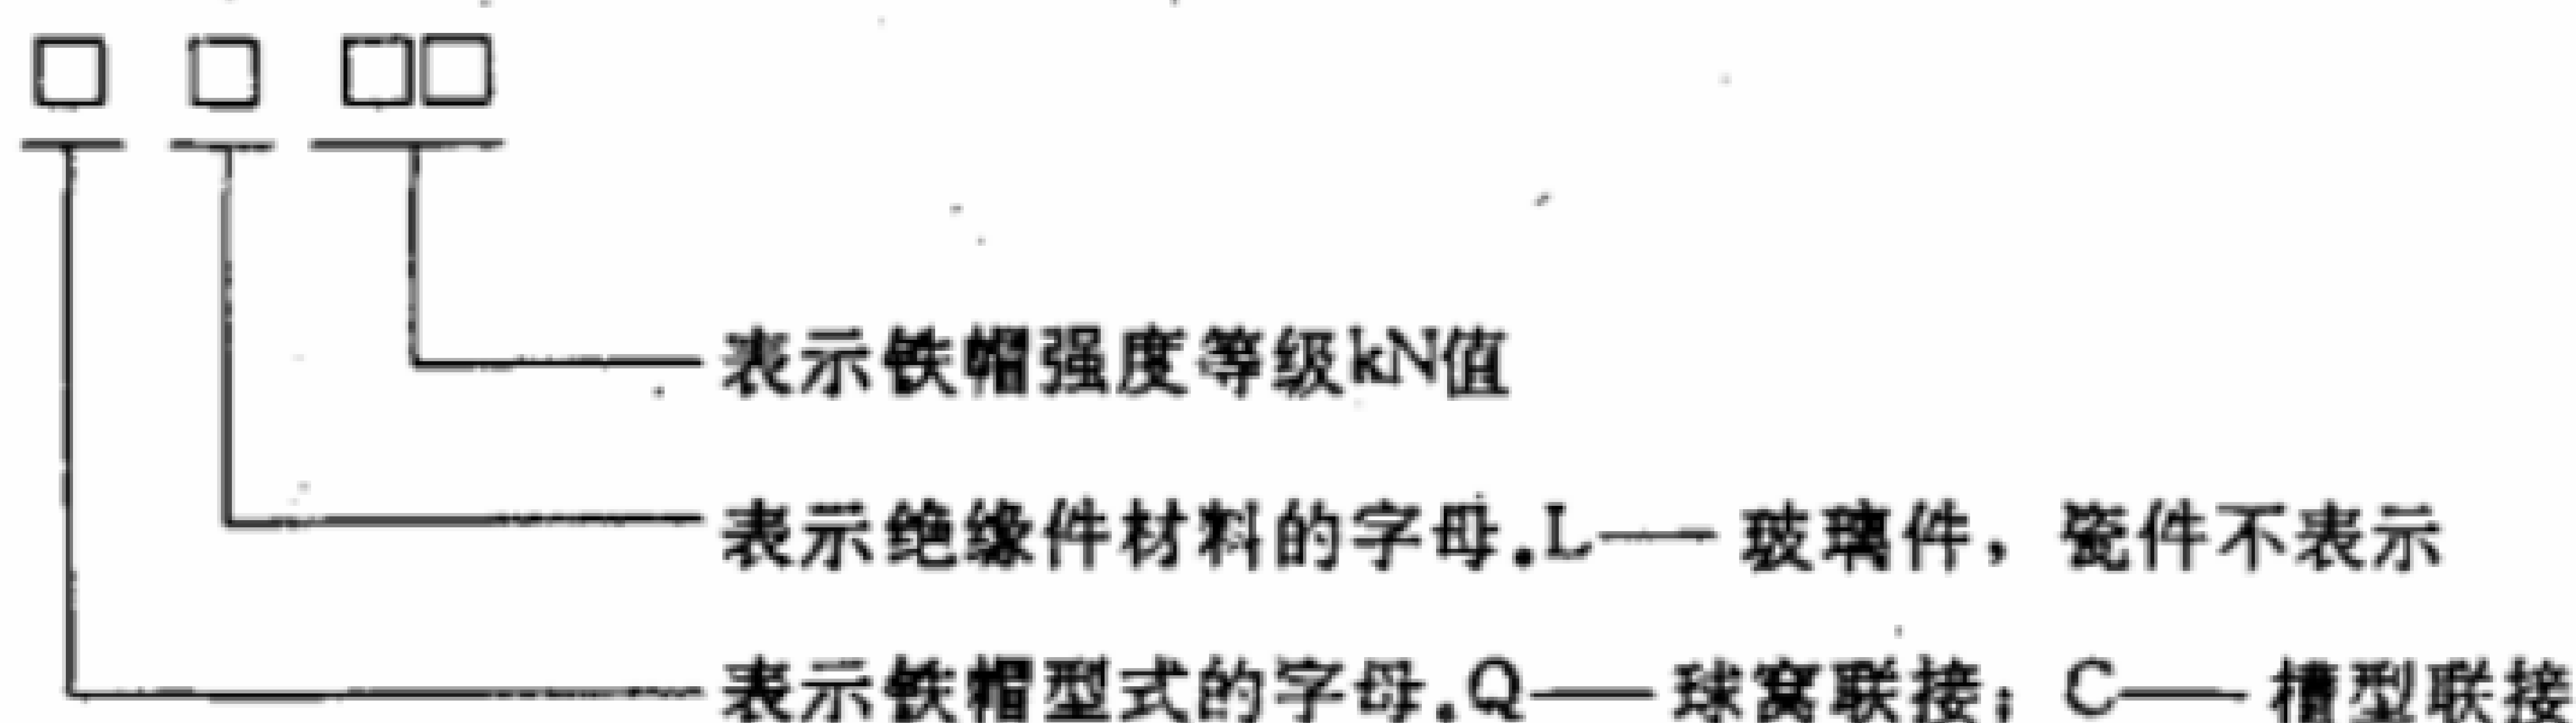 □ □ □□
表示铁帽强度等级kN值
表示绝缘件材料的字母.L——玻璃件，瓷件不表示
表示铁帽型式的字母.Q——球窝联接；C——槽型联接